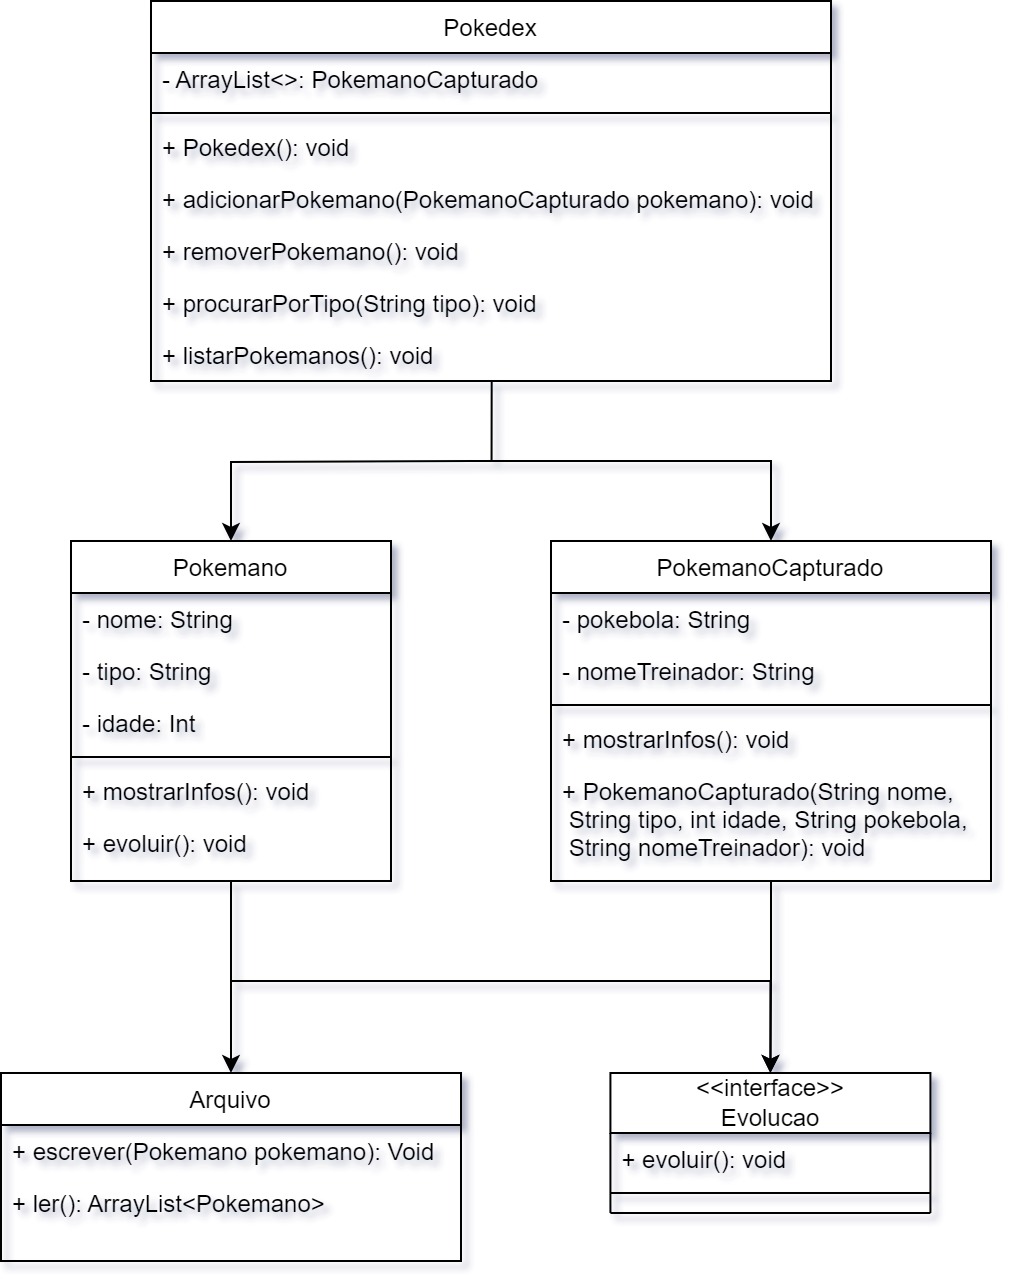 Pokedex
- ArrayList<>: PokemanoCapturado
+ Pokedex(): void
+ adicionarPokemano(PokemanoCapturado pokemano): void
+ removerPokemano(): void
+ procurarPorTipo(String tipo): void
+ listarPokemanos(): void
Pokemano
- nome: String
- tipo: String
- idade: Int
+ mostrarInfos(): void
+ evoluir(): void
PokemanoCapturado
- pokebola: String
- nomeTreinador: String
+ mostrarInfos(): void
+ PokemanoCapturado(String nome,
String tipo, int idade, String pokebola,
String nomeTreinador): void
Arquivo
+ escrever(Pokemano pokemano): Void
+ ler(): ArrayList<Pokemano>
<<interface>>
Evolucao
+ evoluir(): void